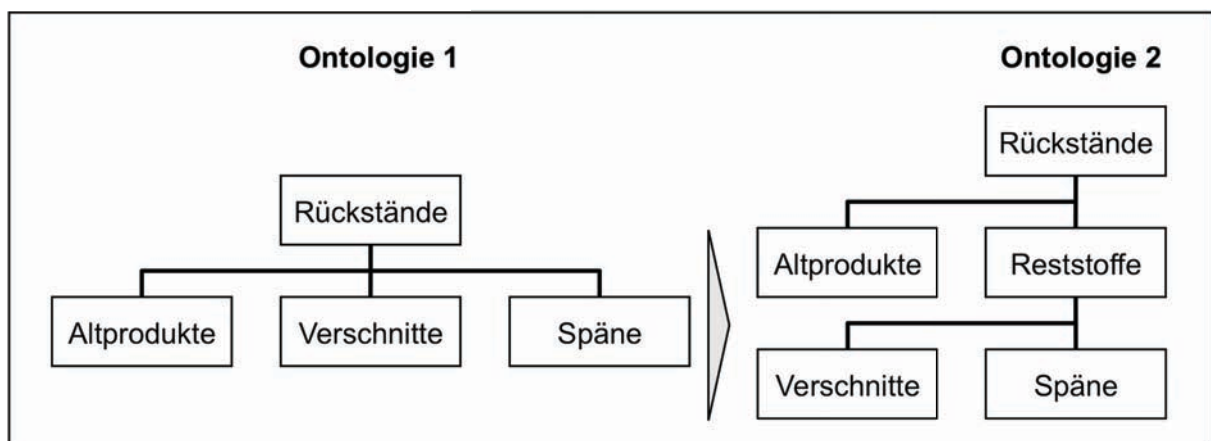 Ontologie 1
Rückstände
Altprodukte
Verschnitte
Späne
Ontologie 2
Rückstände
Altprodukte
Reststoffe
Verschnitte
Späne